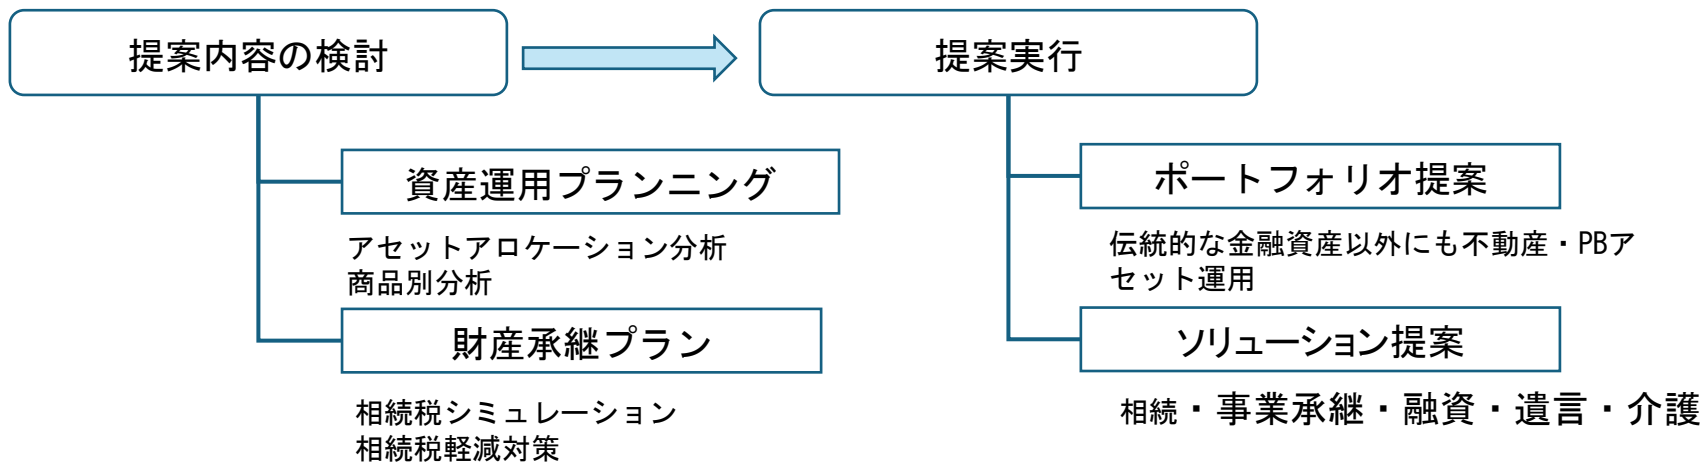 提案内容の検討
資産運用プランニング
アセットアロケーション分析
商品別分析
財産承継プラン
相続税シミュレーション
相続税軽減対策
提案実行
ポートフォリオ提案
伝統的な金融資産以外にも不動産・PBア
セット運用
ソリューション提案
相続・事業承継・融資・遺言・介護